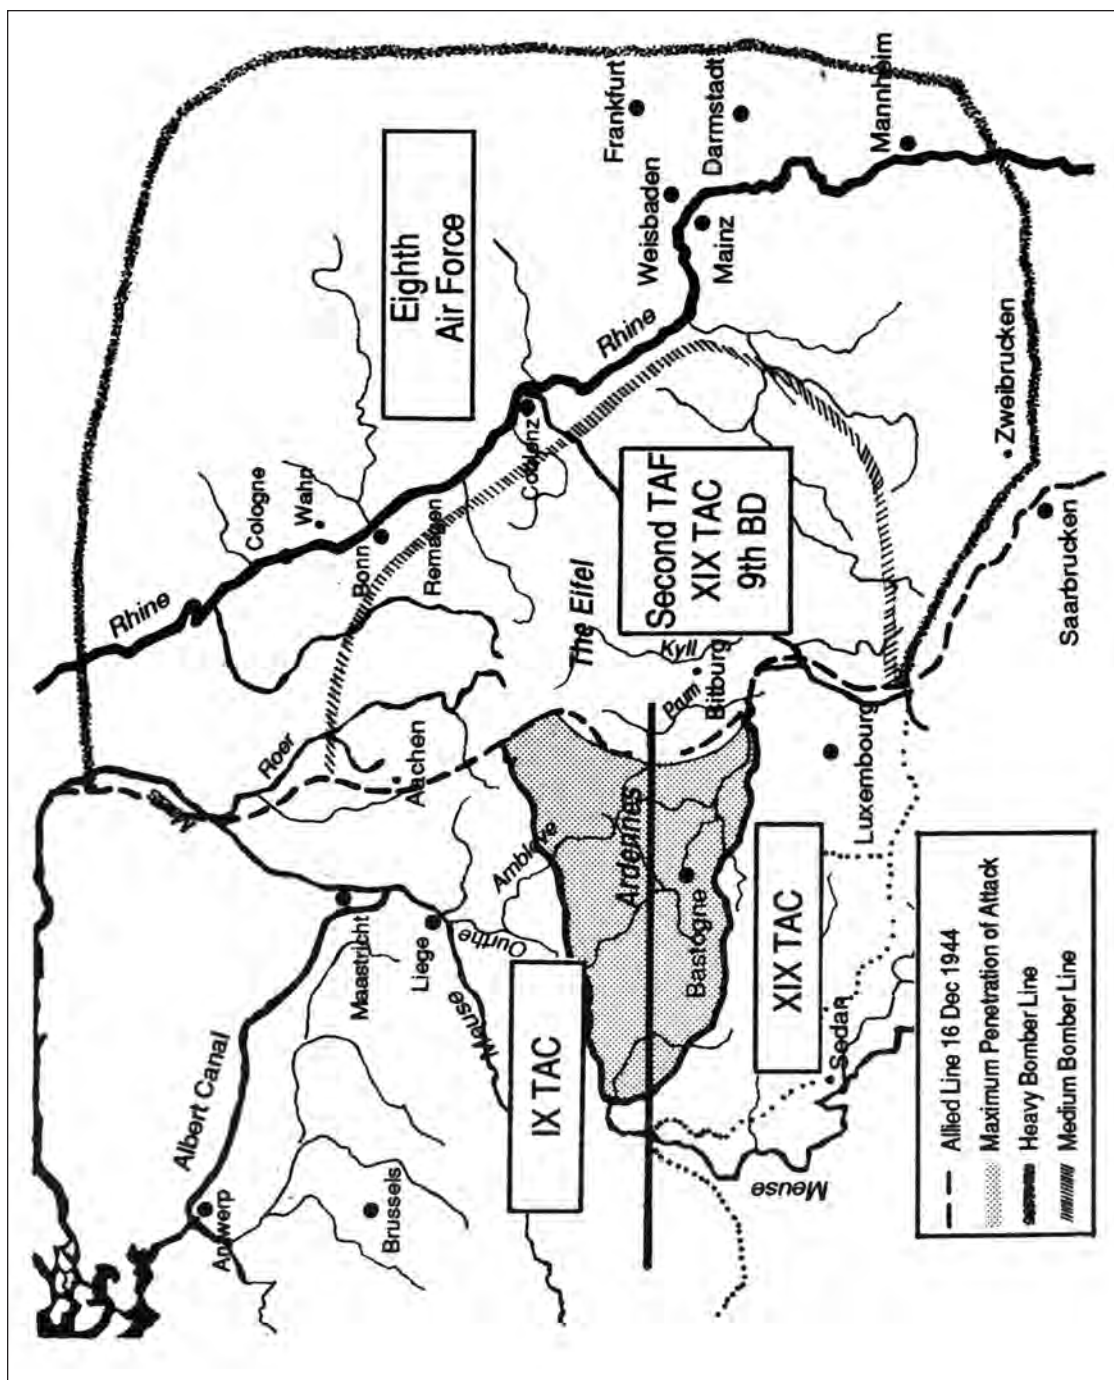 Rhine
Cologne
Wahn
Bonn
Remagen
Coblenz
Eighth
Air Force
Rhine
Frankfurt
Weisbaden
Darmstadt
Mainz
Mannheim
Zweibrucken
Saarbrucken
Second TAF
XIX TAC
9th BD
The Eifel
Kyll
Prum
Bitburg
Roer
Aachen
Maas
Albert Canal
Antwerp
Brussels
Maastricht
Liege
Meuse
Ourthe
Ambleve
Ardennes
Bastogne
IX TAC
XIX TAC
Luxembourg
Sedan
Meuse
Allied Line 16 Dec 1944
Maximum Penetration of Attack
Heavy Bomber Line
Medium Bomber Line